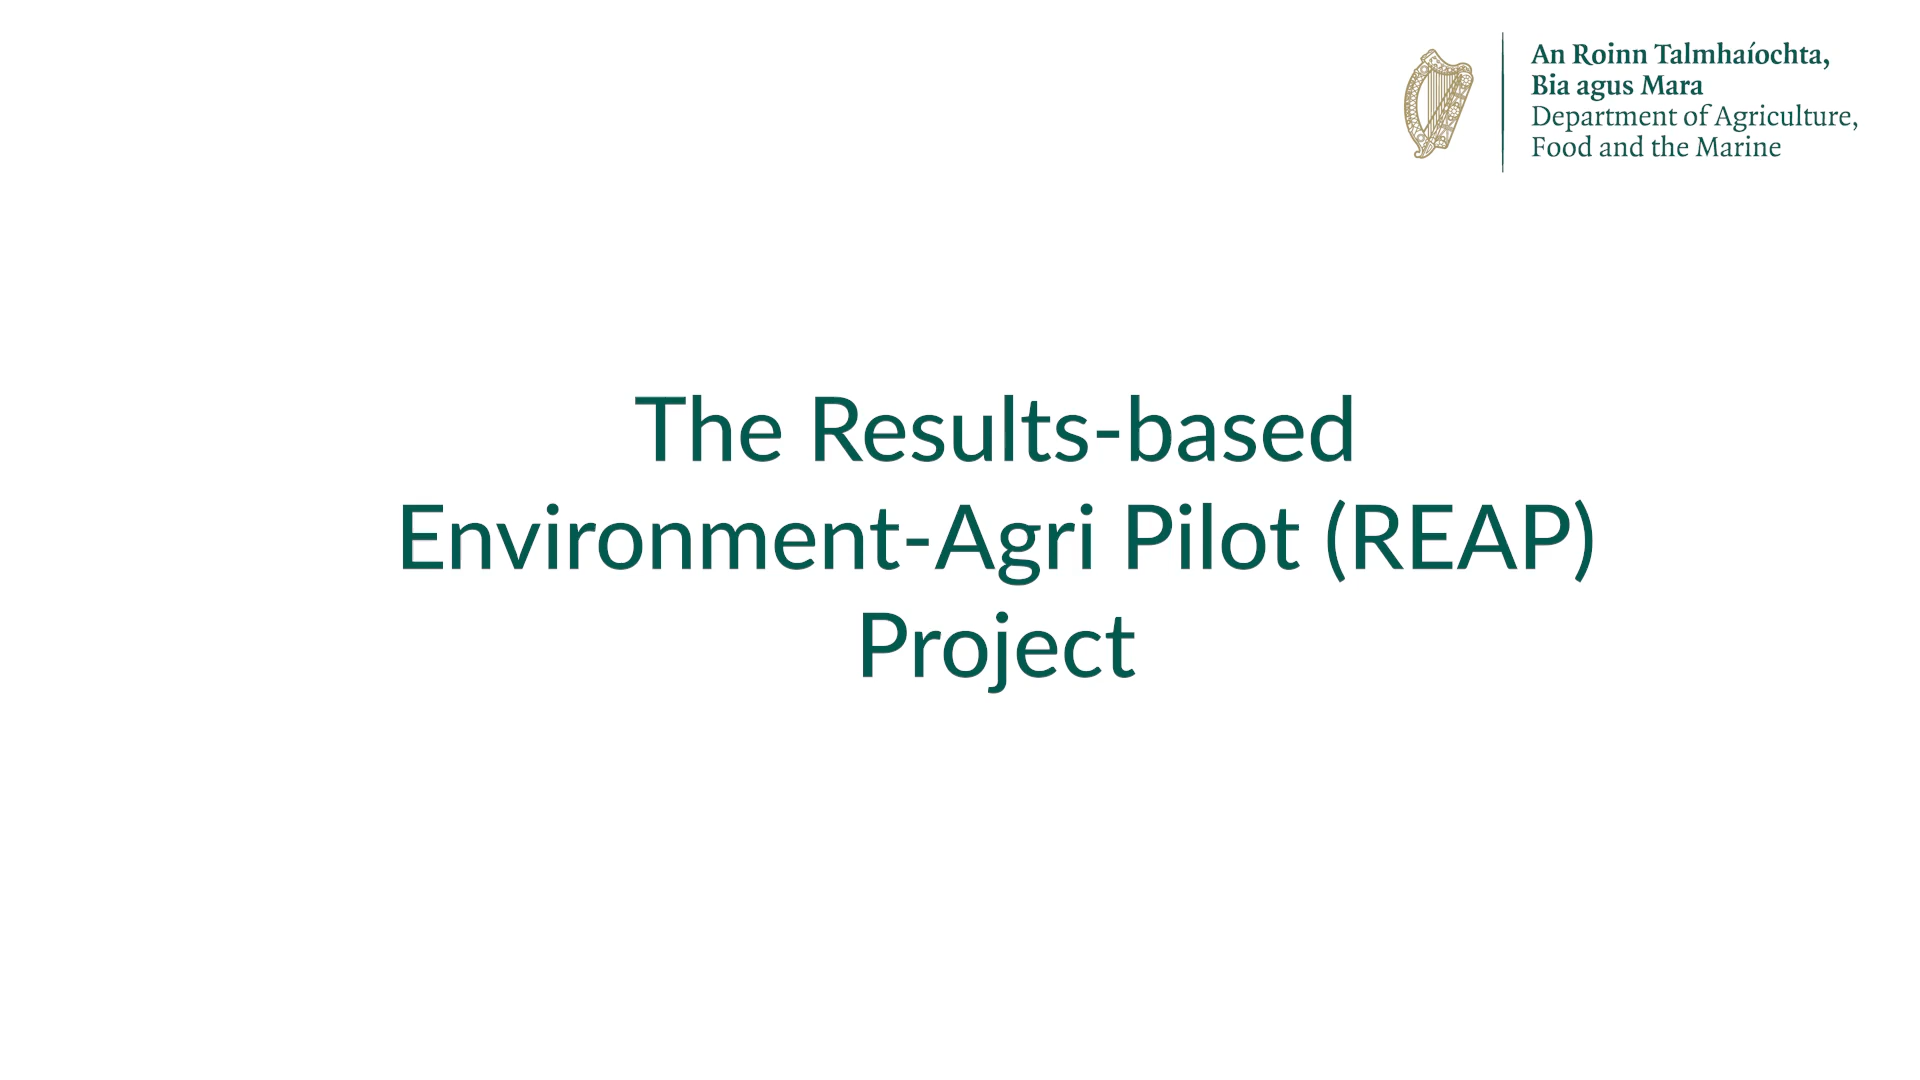 An Roinn Talmhaíochta,
Bia agus Mara
Department of Agriculture,
Food and the Marine
The Results-based
Environment-Agri Pilot (REAP)
Project